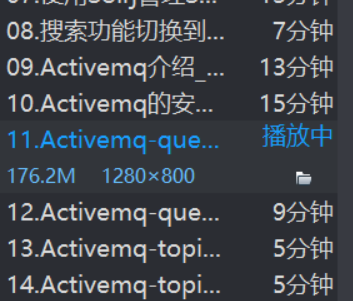 08.搜索功能切换到... 7分钟
09.Activemq介绍_... 13分钟
10.Activemq的安... 15分钟
11.Activemq-que... 播放中
176.2M 1280×800
12.Activemq-que... 9分钟
13.Activemq-topi... 5分钟
14.Activemq-topi... 5分钟